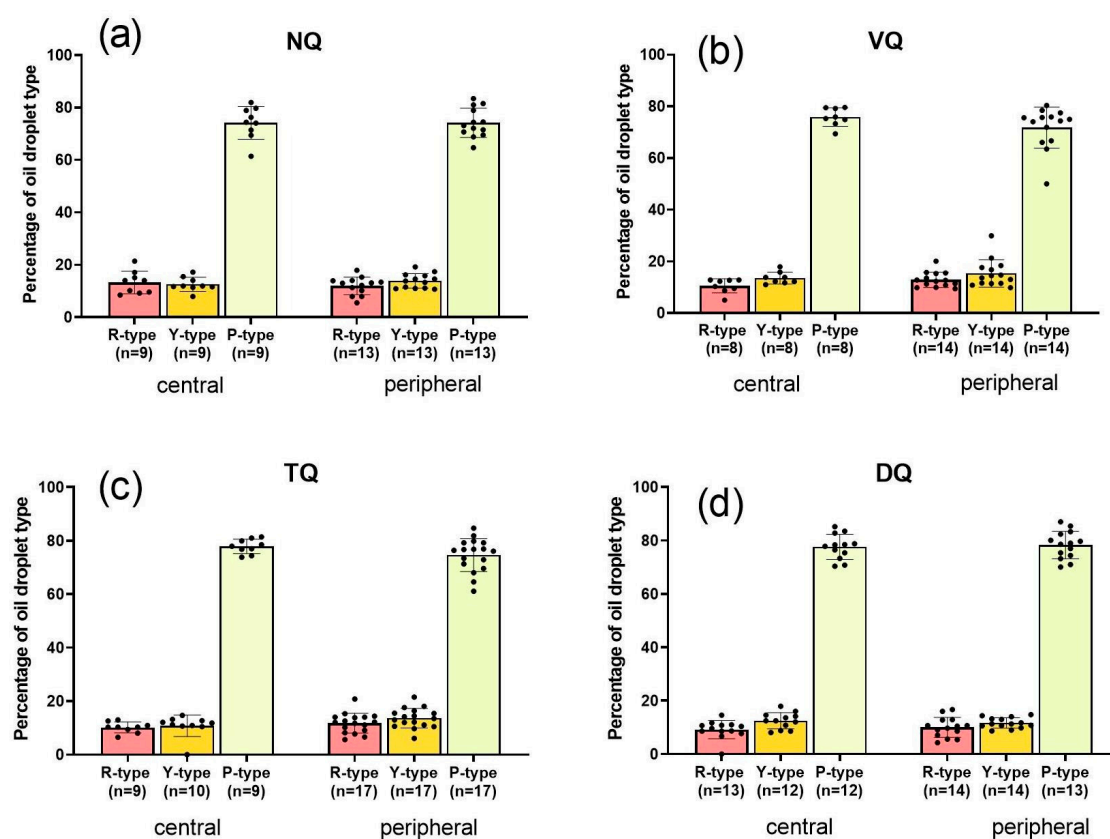 (a)
NQ
Percentage of oil droplet type
100
80
60
40
20
0
R-type Y-type P-type R-type Y-type P-type
(n=9) (n=9) (n=9) (n=13) (n=13) (n=13)
central peripheral
(b)
VQ
Percentage of oil droplet type
100
80
60
40
20
0
R-type Y-type P-type R-type Y-type P-type
(n=8) (n=8) (n=8) (n=14) (n=14) (n=14)
central peripheral
(c)
TQ
Percentage of oil droplet type
100
80
60
40
20
0
R-type Y-type P-type R-type Y-type P-type
(n=9) (n=10) (n=9) (n=17) (n=17) (n=17)
central peripheral
(d)
DQ
Percentage of oil droplet type
100
80
60
40
20
0
R-type Y-type P-type R-type Y-type P-type
(n=13) (n=12) (n=12) (n=14) (n=14) (n=13)
central peripheral